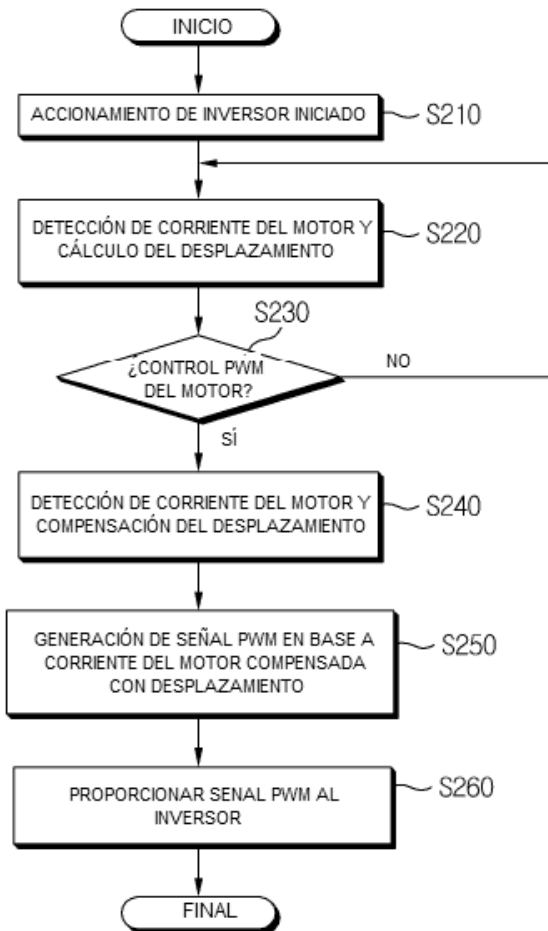 INICIO
ACCIONAMIENTO DE INVERSOR INICIADO
S210
DETECCIÓN DE CORRIENTE DEL MOTOR Y
CÁLCULO DEL DESPLAZAMIENTO
S220
S230
¿CONTROL PWM
DEL MOTOR?
NO
SÍ
DETECCIÓN DE CORRIENTE DEL MOTOR Y
COMPENSACIÓN DEL DESPLAZAMIENTO
S240
GENERACIÓN DE SEÑAL PWM EN BASE A
CORRIENTE DEL MOTOR COMPENSADA
CON DESPLAZAMIENTO
S250
PROPORCIONAR SENAL PWM AL
INVERSOR
S260
FINAL